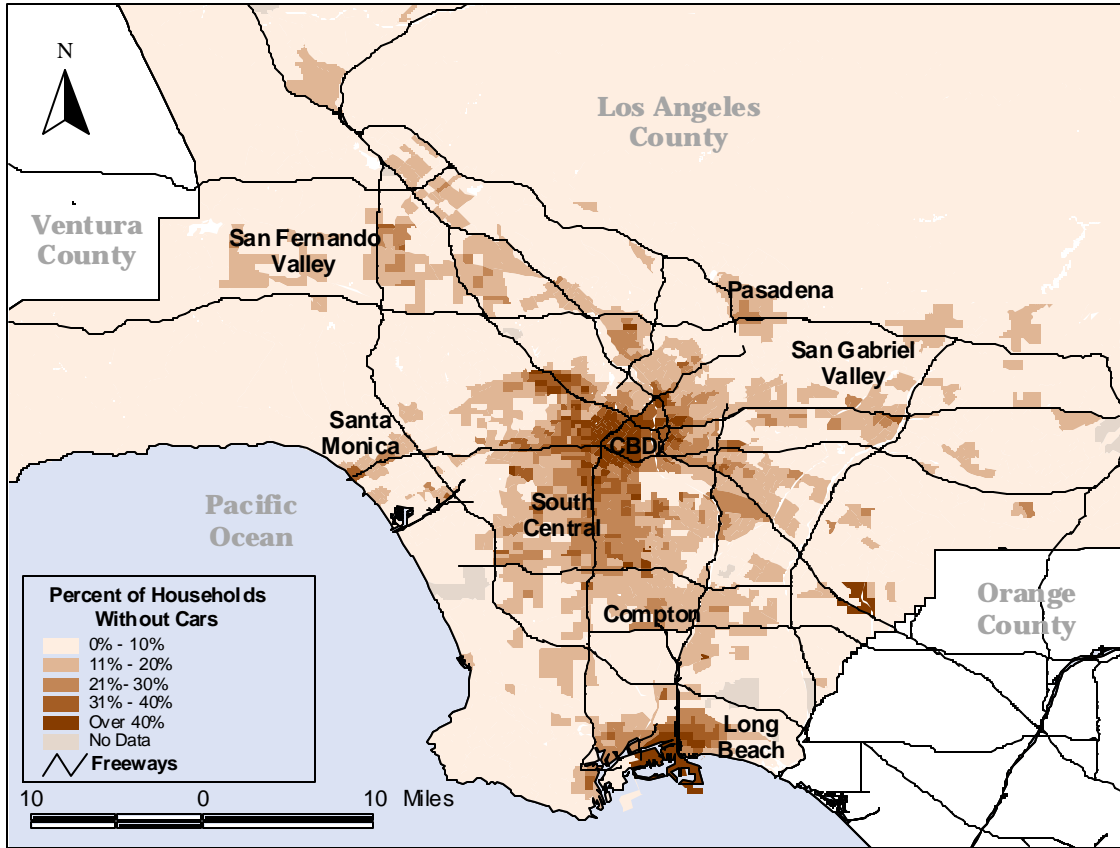 N
Los Angeles
County
Ventura
County
San Fernando
Valley
Pasadena
San Gabriel
Valley
Santa
Monica
CBD
Pacific
Ocean
South
Central
Compton
Orange
County
Long
Beach
Percent of Households
Without Cars
0% - 10%
11% - 20%
21%- 30%
31% - 40%
Over 40%
No Data
Freeways
10 0 10 Miles